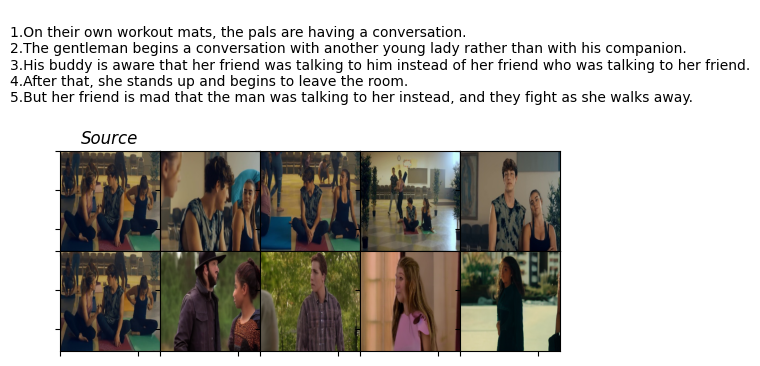 1.On their own workout mats, the pals are having a conversation.
2.The gentleman begins a conversation with another young lady rather than with his companion.
3.His buddy is aware that her friend was talking to him instead of her friend who was talking to her friend.
4.After that, she stands up and begins to leave the room.
5.But her friend is mad that the man was talking to her instead, and they fight as she walks away.
Source